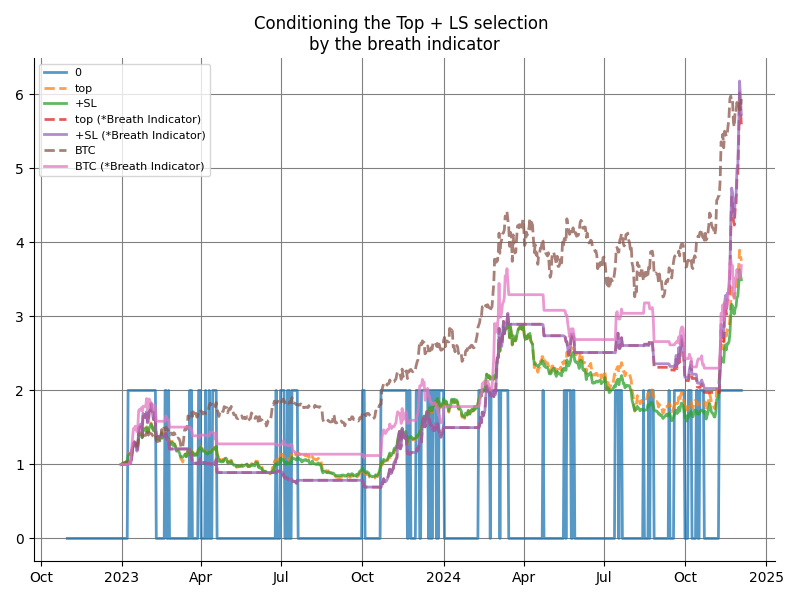 Conditioning the Top + LS selection
by the breath indicator
0
top
+SL
top (*Breath Indicator)
+SL (*Breath Indicator)
BTC
BTC (*Breath Indicator)
6
5
4
3
2
1
0
Oct
2023
Apr
Jul
Oct
2024
Apr
Jul
Oct
2025